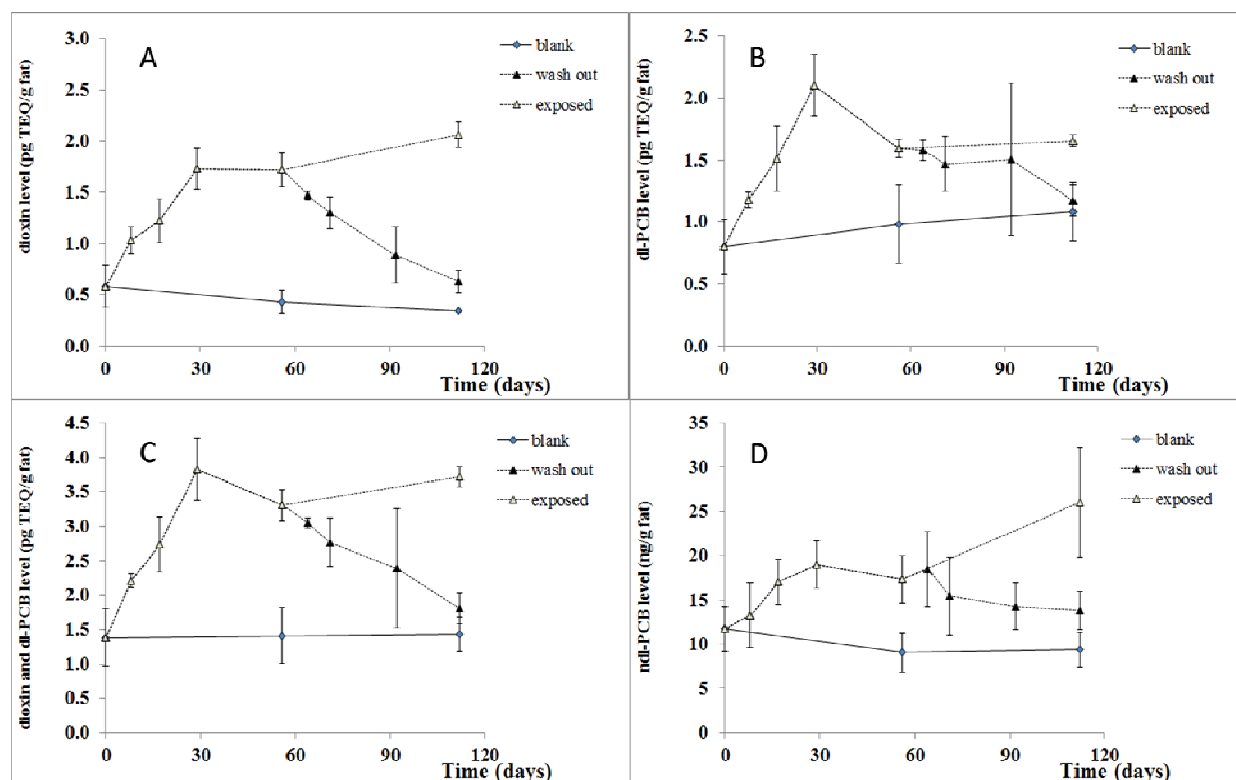 A
dioxin level (pg TEQ/g fat)
3.0
2.5
2.0
1.5
1.0
0.5
0.0
0
30
60
90
120
Time (days)
blank
wash out
exposed
B
dl-PCB level (pg TEQ/g fat)
2.5
2.0
1.5
1.0
0.5
0.0
0
30
60
90
120
Time (days)
blank
wash out
exposed
C
dioxin and dl-PCB level (pg TEQ/g fat)
4.5
4.0
3.5
3.0
2.5
2.0
1.5
1.0
0.5
0.0
0
30
60
90
120
Time (days)
blank
wash out
exposed
D
ndl-PCB level (ng/g fat)
35
30
25
20
15
10
5
0
0
30
60
90
120
Time (days)
blank
wash out
exposed